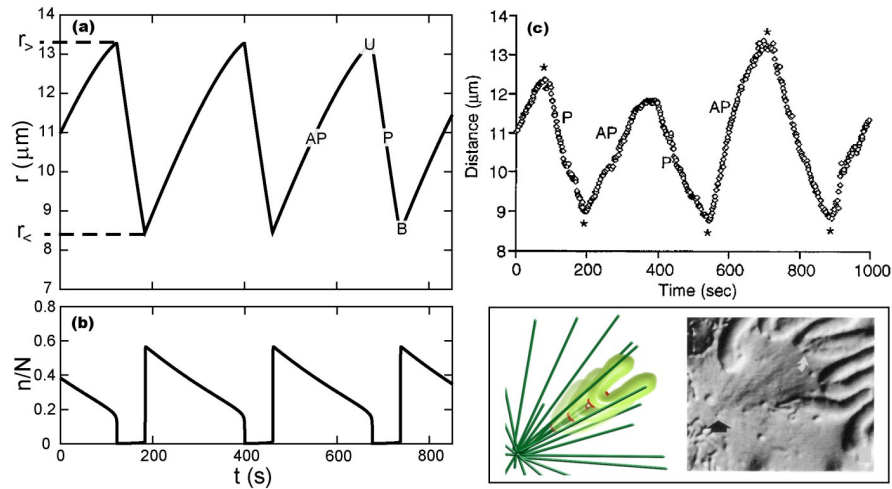 (a)
r>
r<
r (μm)
14
13
12
11
10
9
8
7
U
AP
P
B
(b)
n/N
0.8
0.6
0.4
0.2
0
0
200
400
600
800
t (s)
(c)
Distance (μm)
14
13
12
11
10
9
8
*
*
*
*
*
P
AP
P
AP
0
200
400
600
800
1000
Time (sec)